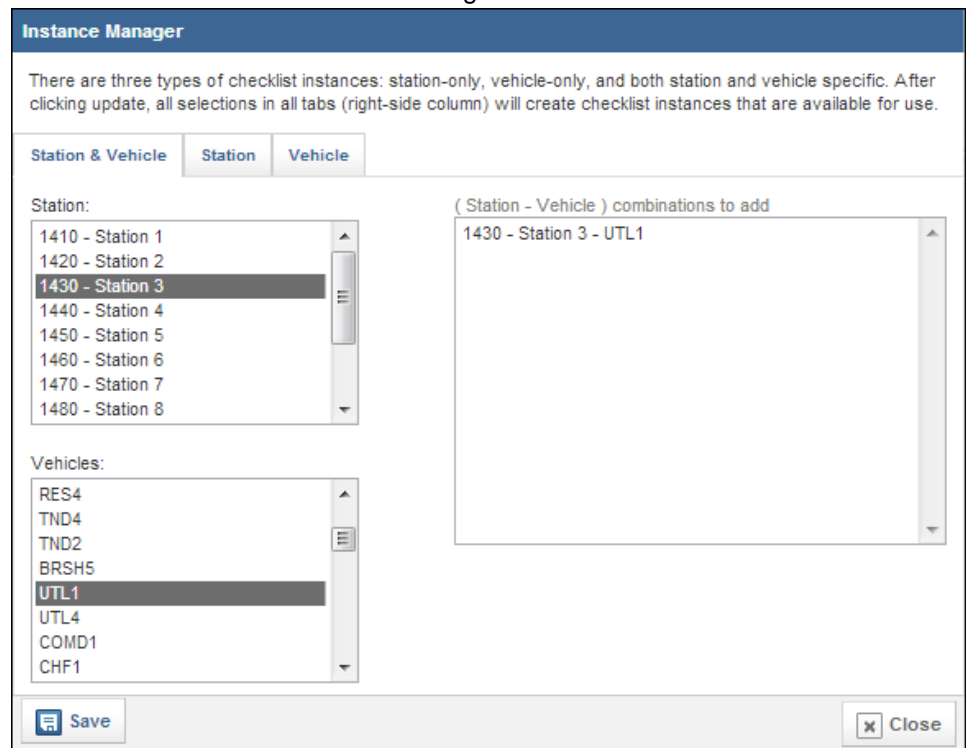 Instance Manager
There are three types of checklist instances: station-only, vehicle-only, and both station and vehicle specific. After
clicking update, all selections in all tabs (right-side column) will create checklist instances that are available for use.
Station & Vehicle
Station
Vehicle
Station:
1410 - Station 1
1420 - Station 2
1430 - Station 3
1440 - Station 4
1450 - Station 5
1460 - Station 6
1470 - Station 7
1480 - Station 8
Vehicles:
RES4
TND4
TND2
BRSH5
UTL1
UTL4
COMD1
CHF1
( Station - Vehicle ) combinations to add
1430 - Station 3 - UTL1
Save
Close